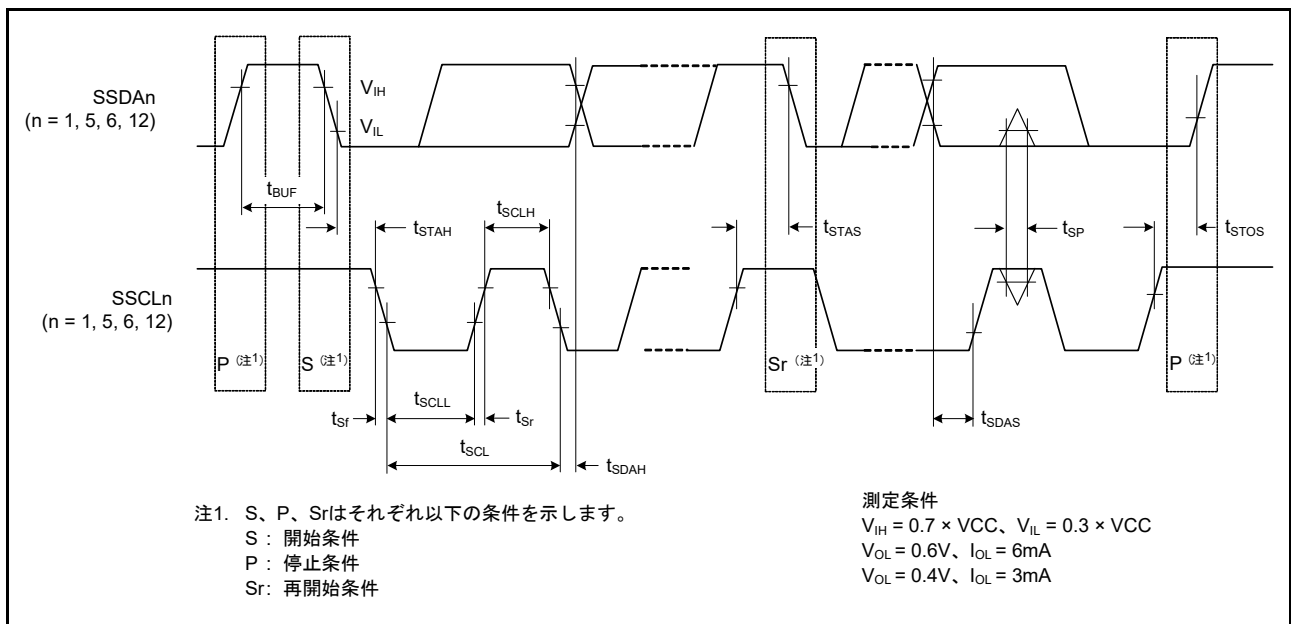 SSDAn
(n = 1, 5, 6, 12)
VIH
VIL
tBUF
tSTAH
tSCLH
tSTAS
tSP
tSTOS
SSCLn
(n = 1, 5, 6, 12)
P（注1）
S（注1）
Sr（注1）
P（注1）
tSf
tSCLL
tSr
tSCL
tSDAH
tSDAS
注1. S、P、Srはそれぞれ以下の条件を示します。
S： 開始条件
P： 停止条件
Sr： 再開始条件
測定条件
VIH = 0.7 × VCC、VIL = 0.3 × VCC
VOL = 0.6V、IOL = 6mA
VOL = 0.4V、IOL = 3mA